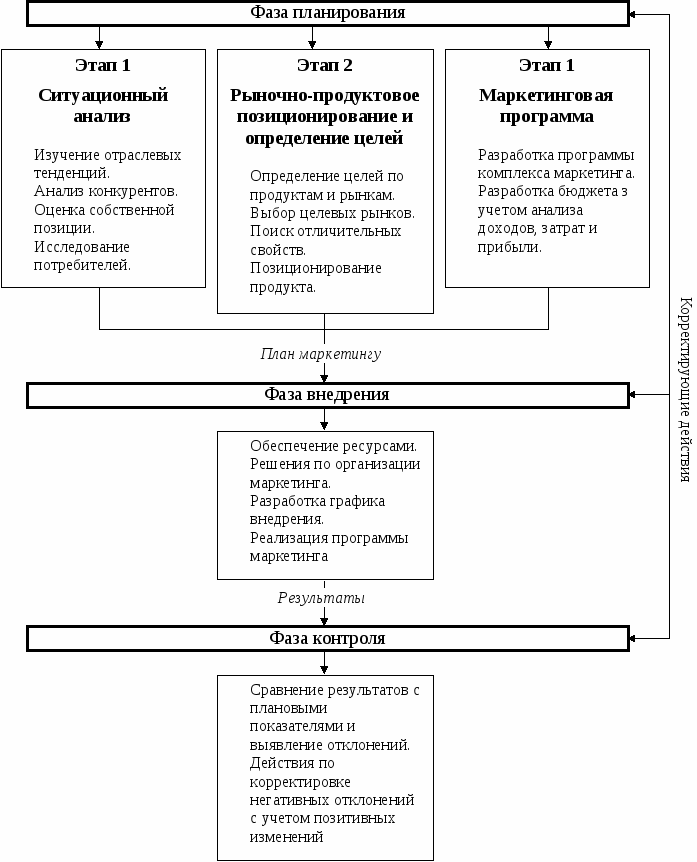 Фаза планирования
Этап 1
Ситуационный
анализ
Изучение отраслевых
тенденций.
Анализ конкурентов.
Оценка собственной
позиции.
Исследование
потребителей.
Этап 2
Рыночно-продуктовое
позиционирование и
определение целей
Определение целей по
продуктам и рынкам.
Выбор целевых рынков.
Поиск отличительных
свойств.
Позиционирование
продукта.
Этап 1
Маркетинговая
программа
Разработка программы
комплекса маркетинга.
Разработка бюджета з
учетом анализа
доходов, затрат и
прибыли.
Корректирующие действия
План маркетингу
Фаза внедрения
Обеспечение ресурсами.
Решения по организации
маркетинга.
Разработка графика
внедрения.
Реализация программы
маркетинга
Результаты
Фаза контроля
Сравнение результатов с
плановыми
показателями и
выявление отклонений.
Действия по
корректировке
негативных отклонений
с учетом позитивных
изменений